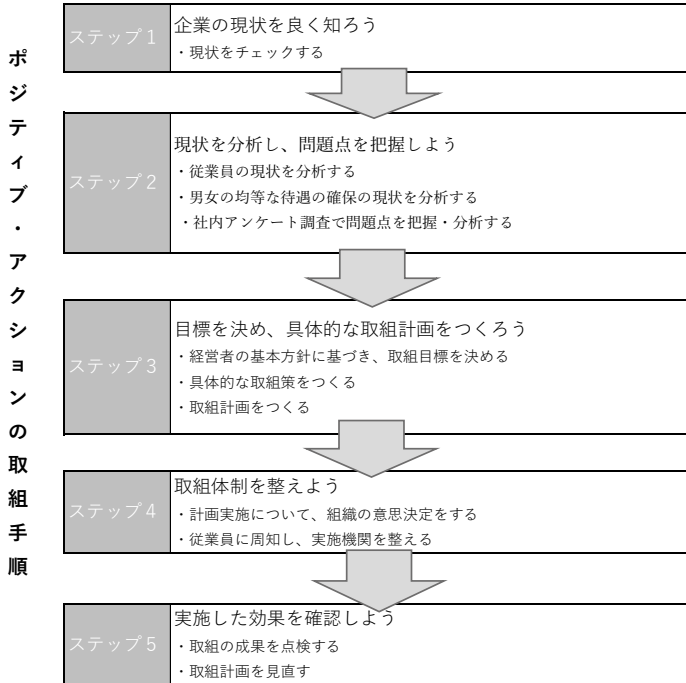 ポジティブ・アクションの取組手順
ステップ1
企業の現状を良く知ろう
・現状をチェックする
ステップ2
現状を分析し、問題点を把握しよう
・従業員の現状を分析する
・男女の均等な待遇の確保の現状を分析する
・社内アンケート調査で問題点を把握・分析する
ステップ3
目標を決め、具体的な取組計画をつくろう
・経営者の基本方針に基づき、取組目標を決める
・具体的な取組策をつくる
・取組計画をつくる
ステップ4
取組体制を整えよう
・計画実施について、組織の意思決定をする
・従業員に周知し、実施機関を整える
ステップ5
実施した効果を確認しよう
・取組の成果を点検する
・取組計画を見直す